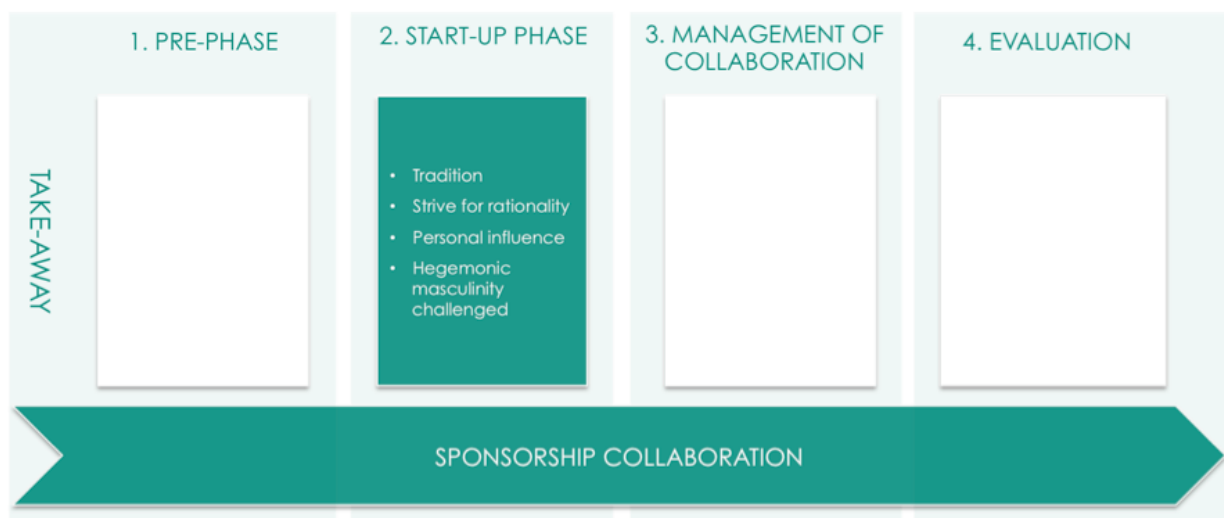 1. PRE-PHASE
2. START-UP PHASE
3. MANAGEMENT OF
COLLABORATION
4. EVALUATION
TAKE-AWAY
• Tradition
• Strive for rationality
• Personal influence
• Hegemonic
masculinity
challenged
SPONSORSHIP COLLABORATION